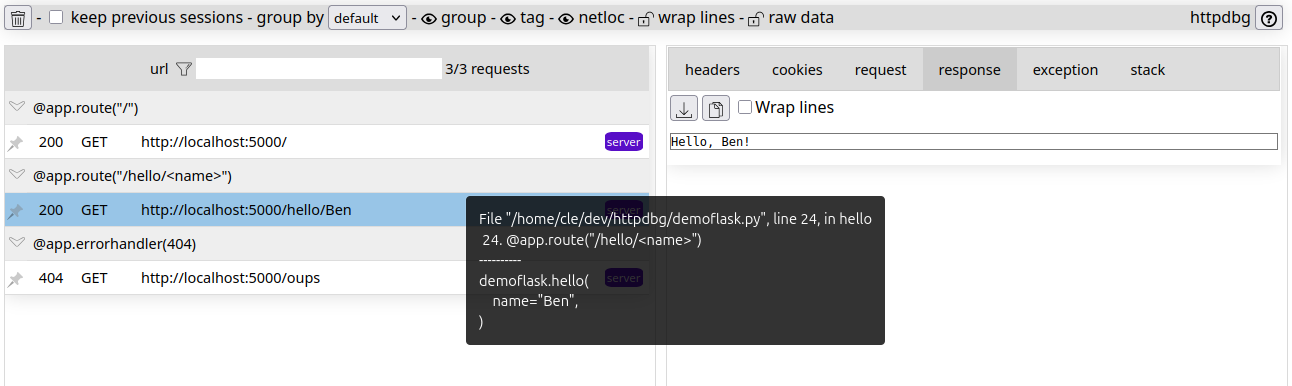 - keep previous sessions - group by default - group - tag - netloc - wrap lines - raw data httpdbg ?
url 3/3 requests
@app.route("/")
200 GET http://localhost:5000/ server
@app.route("/hello/<name>")
200 GET http://localhost:5000/hello/Ben
@app.errorhandler(404)
404 GET http://localhost:5000/oups server
File "/home/cle/dev/httpdbg/demoflask.py", line 24, in hello
24. @app.route("/hello/<name>")
----------
demoflask.hello(
name="Ben",
)
headers cookies request response exception stack
Wrap lines
Hello, Ben!